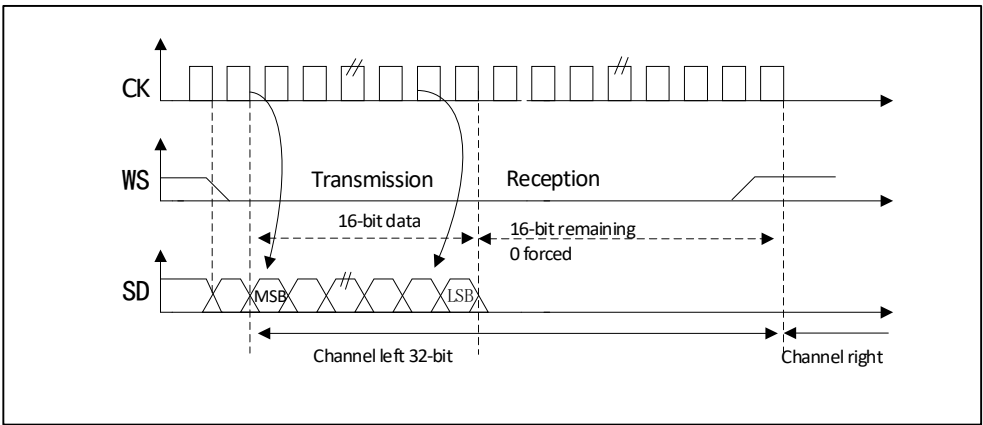 CK
WS
Transmission
Reception
16-bit data
16-bit remaining
0 forced
SD
MSB
LSB
Channel left 32-bit
Channel right